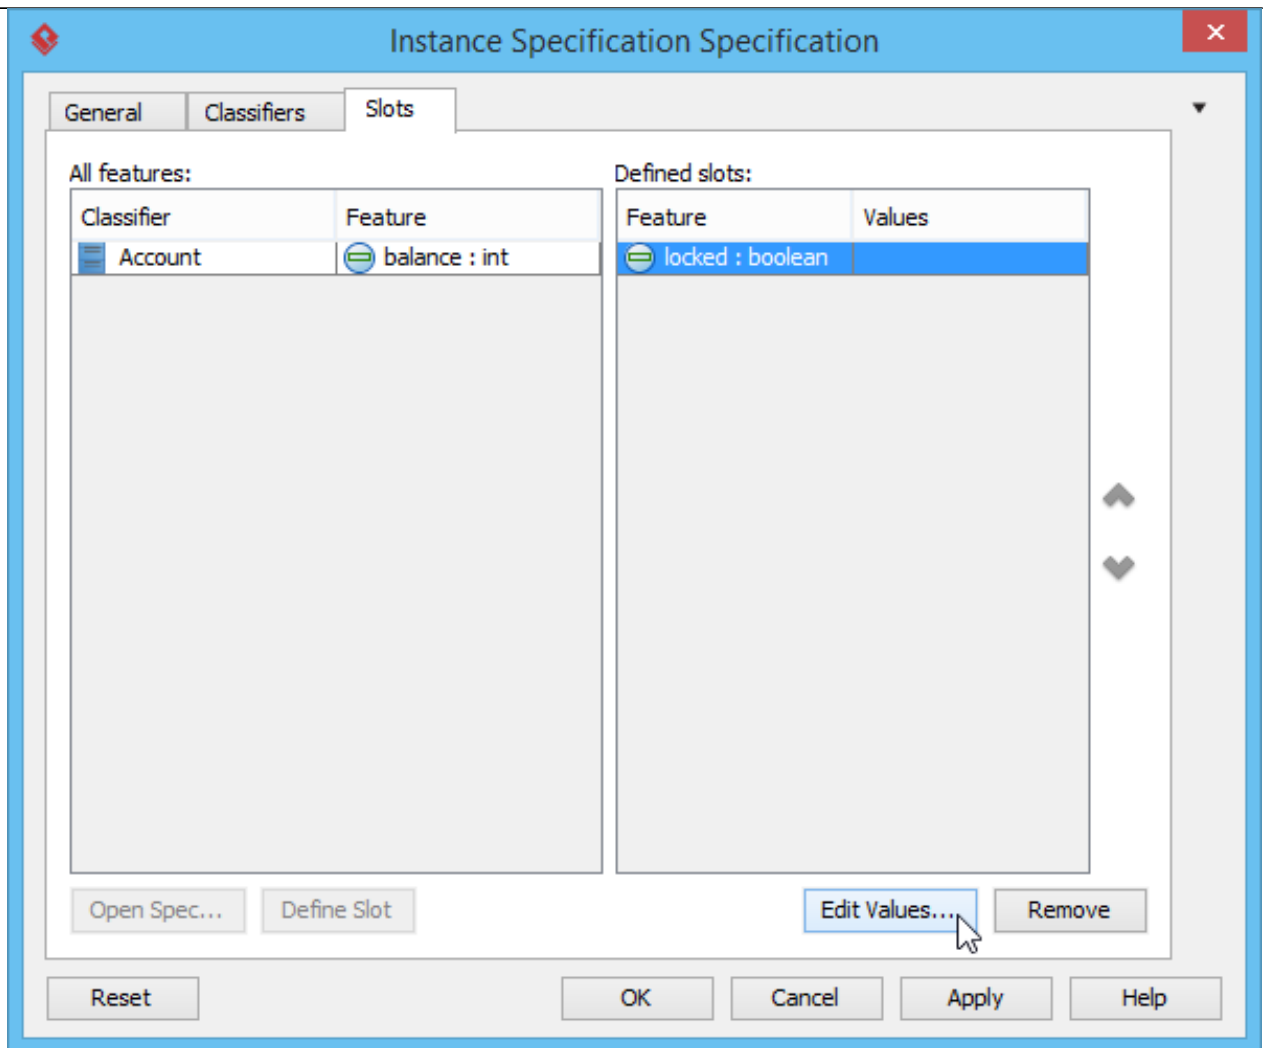 Instance Specification Specification
General Classifiers Slots
All features: Defined slots:
Classifier Feature Feature Values
Account balance : int locked : boolean
Open Spec... Define Slot Edit Values... Remove
Reset OK Cancel Apply Help